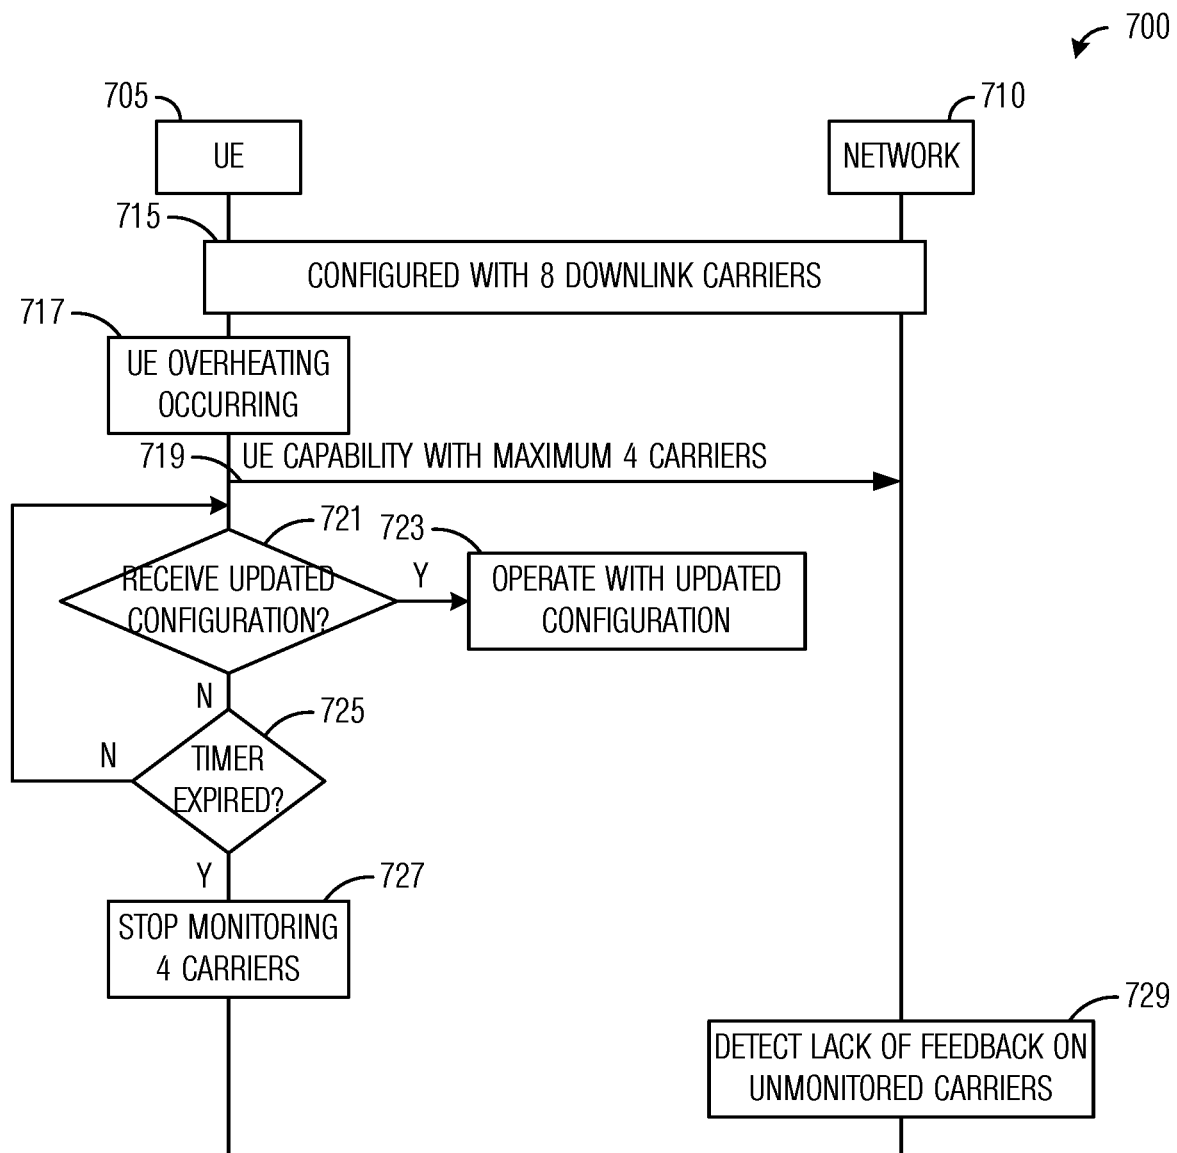 700
705
710
UE
NETWORK
715
CONFIGURED WITH 8 DOWNLINK CARRIERS
717
UE OVERHEATING
OCCURRING
719
UE CAPABILITY WITH MAXIMUM 4 CARRIERS
721
723
RECEIVE UPDATED
CONFIGURATION?
Y
OPERATE WITH UPDATED
CONFIGURATION
N
725
N
TIMER
EXPIRED?
Y
727
STOP MONITORING
4 CARRIERS
729
DETECT LACK OF FEEDBACK ON
UNMONITORED CARRIERS